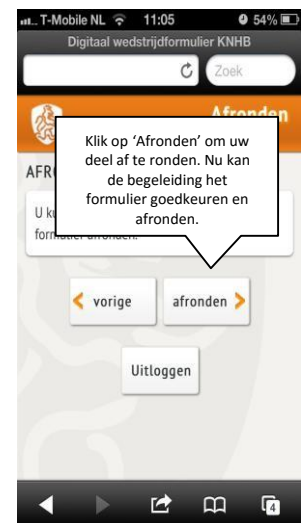 T-Mobile NL 11:05 54%
Digitaal wedstrijdformulier KNHB
Zoek
Afronden
Klik op ‘Afronden’ om uw
deel af te ronden. Nu kan
de begeleiding het
formulier goedkeuren en
afronden.
AFR
U ku
formulier afronden.
vorige
afronden
Uitloggen
4